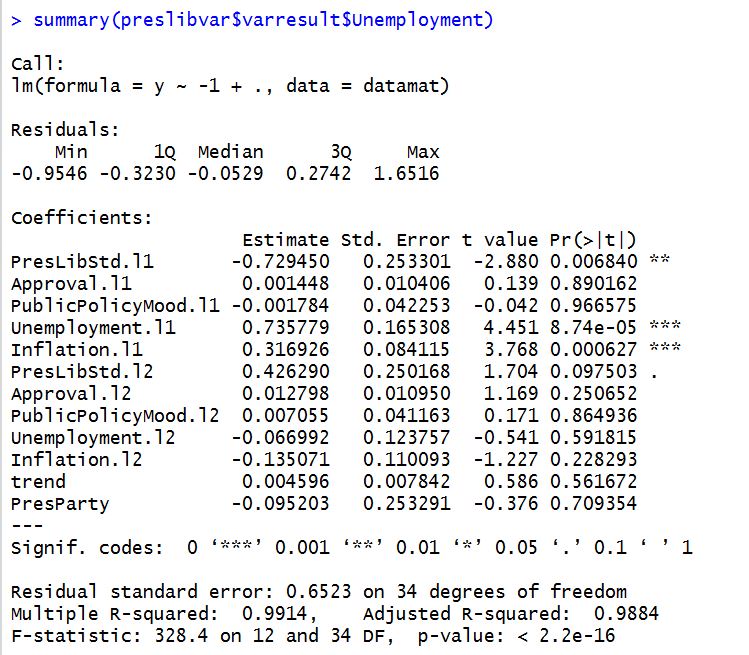 > summary(preslibvar$varresult$Unemployment)
Call:
lm(formula = y ~ -1 + ., data = datamat)
Residuals:
    Min      1Q  Median      3Q     Max
-0.9546 -0.3230 -0.0529  0.2742  1.6516
Coefficients:
                    Estimate Std. Error t value Pr(>|t|)
PresLibStd.l1      -0.729450   0.253301  -2.880 0.006840 **
Approval.l1         0.001448   0.010406   0.139 0.890162
PublicPolicyMood.l1 -0.001784   0.042253  -0.042 0.966575
Unemployment.l1     0.735779   0.165308   4.451 8.74e-05 ***
Inflation.l1        0.316926   0.084115   3.768 0.000627 ***
PresLibStd.l2       0.426290   0.250168   1.704 0.097503 .
Approval.l2         0.012798   0.010950   1.169 0.250652
PublicPolicyMood.l2  0.007055   0.041163   0.171 0.864936
Unemployment.l2    -0.066992   0.123757  -0.541 0.591815
Inflation.l2       -0.135071   0.110093  -1.227 0.228293
trend               0.004596   0.007842   0.586 0.561672
PresParty          -0.095203   0.253291  -0.376 0.709354
---
Signif. codes:  0 ‘***’ 0.001 ‘**’ 0.01 ‘*’ 0.05 ‘.’ 0.1 ‘ ’ 1
Residual standard error: 0.6523 on 34 degrees of freedom
Multiple R-squared:  0.9914,    Adjusted R-squared:  0.9884
F-statistic: 328.4 on 12 and 34 DF,  p-value: < 2.2e-16